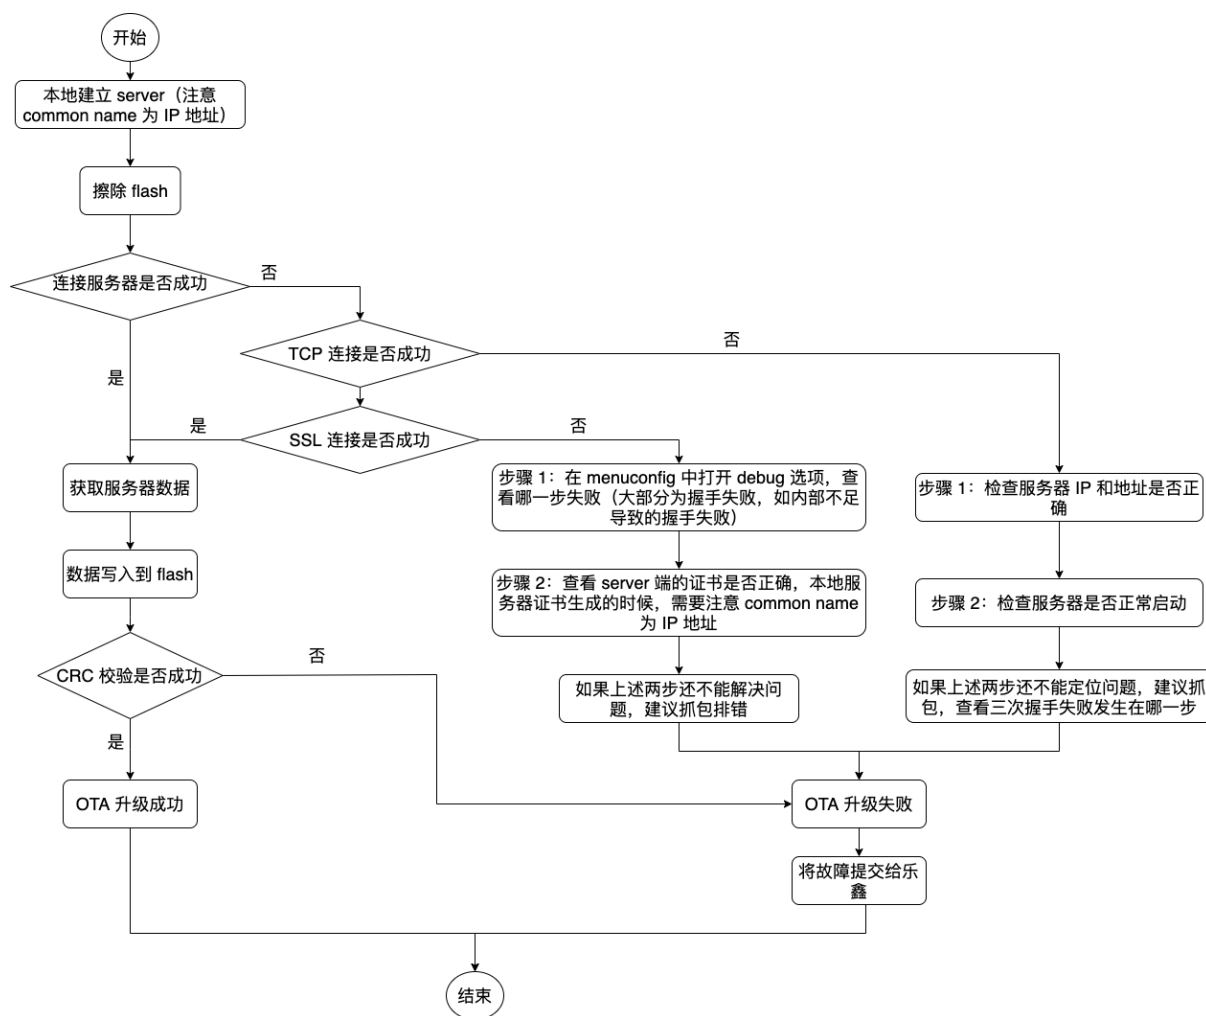 开始
本地建立 server（注意
common name 为 IP 地址）
擦除 flash
连接服务器是否成功
否
TCP 连接是否成功
否
是
SSL 连接是否成功
是
否
获取服务器数据
步骤 1：在 menuconfig 中打开 debug 选项，查
看哪一步失败（大部分为握手失败，如内部不足
导致的握手失败）
步骤 1：检查服务器 IP 和地址是否正
确
数据写入到 flash
步骤 2：查看 server 端的证书是否正确，本地服
务器证书生成的时候，需要注意 common name
为 IP 地址
步骤 2：检查服务器是否正常启动
CRC 校验是否成功
否
是
如果上述两步还不能解决问
题，建议抓包排错
如果上述两步还不能定位问题，建议抓
包，查看三次握手失败发生在哪一步
OTA 升级成功
OTA 升级失败
将故障提交给乐
鑫
结束